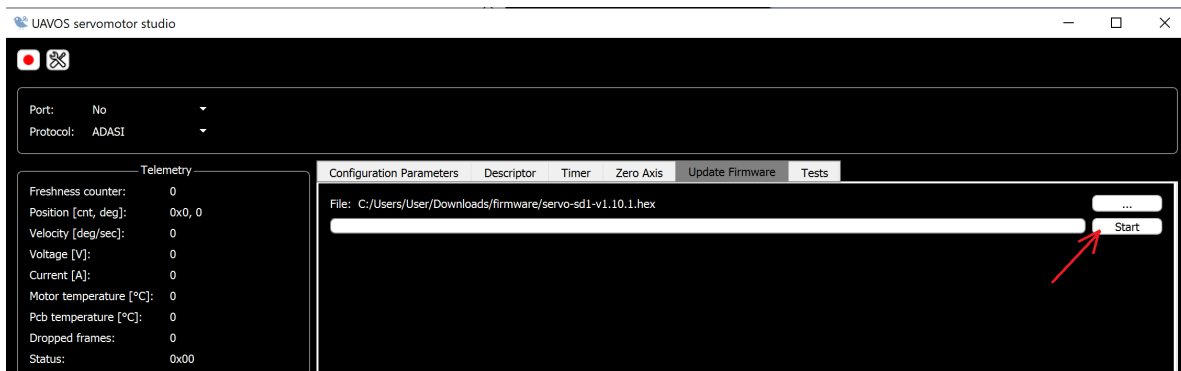 UAVOS servomotor studio
Port: No
Protocol: ADASI
Telemetry
Freshness counter: 0
Position [cnt, deg]: 0x0, 0
Velocity [deg/sec]: 0
Voltage [V]: 0
Current [A]: 0
Motor temperature [°C]: 0
Pcb temperature [°C]: 0
Dropped frames: 0
Status: 0x00
Configuration Parameters Descriptor Timer Zero Axis Update Firmware Tests
File: C:/Users/User/Downloads/firmware/servo-sd1-v1.10.1.hex ...
Start